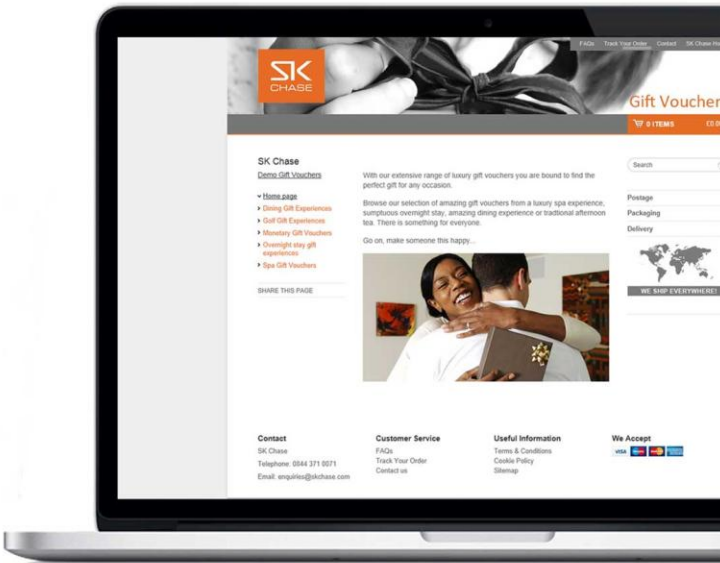 FAQs Track Your Order Contact SK Chase
SK
CHASE
Gift Voucher
0 ITEMS £0.0
SK Chase
Demo Gift Vouchers
Home page
Dining Gift Experiences
Golf Gift Experiences
Monetary Gift Vouchers
Overnight stay gift
experiences
Spa Gift Vouchers
SHARE THIS PAGE
With our extensive range of luxury gift vouchers you are bound to find the
perfect gift for any occasion.
Browse our selection of amazing gift vouchers from a luxury spa experience,
sumptuous overnight stay, amazing dining experience or traditional afternoon
tea. There is something for everyone.
Go on, make someone this happy...
Search
Postage
Packaging
Delivery
WE SHIP EVERYWHERE!
Contact
SK Chase
Telephone: 0844 371 0071
Email: enquiries@skchase.com
Customer Service
FAQs
Track Your Order
Contact us
Useful Information
Terms & Conditions
Cookie Policy
Sitemap
We Accept
VISA